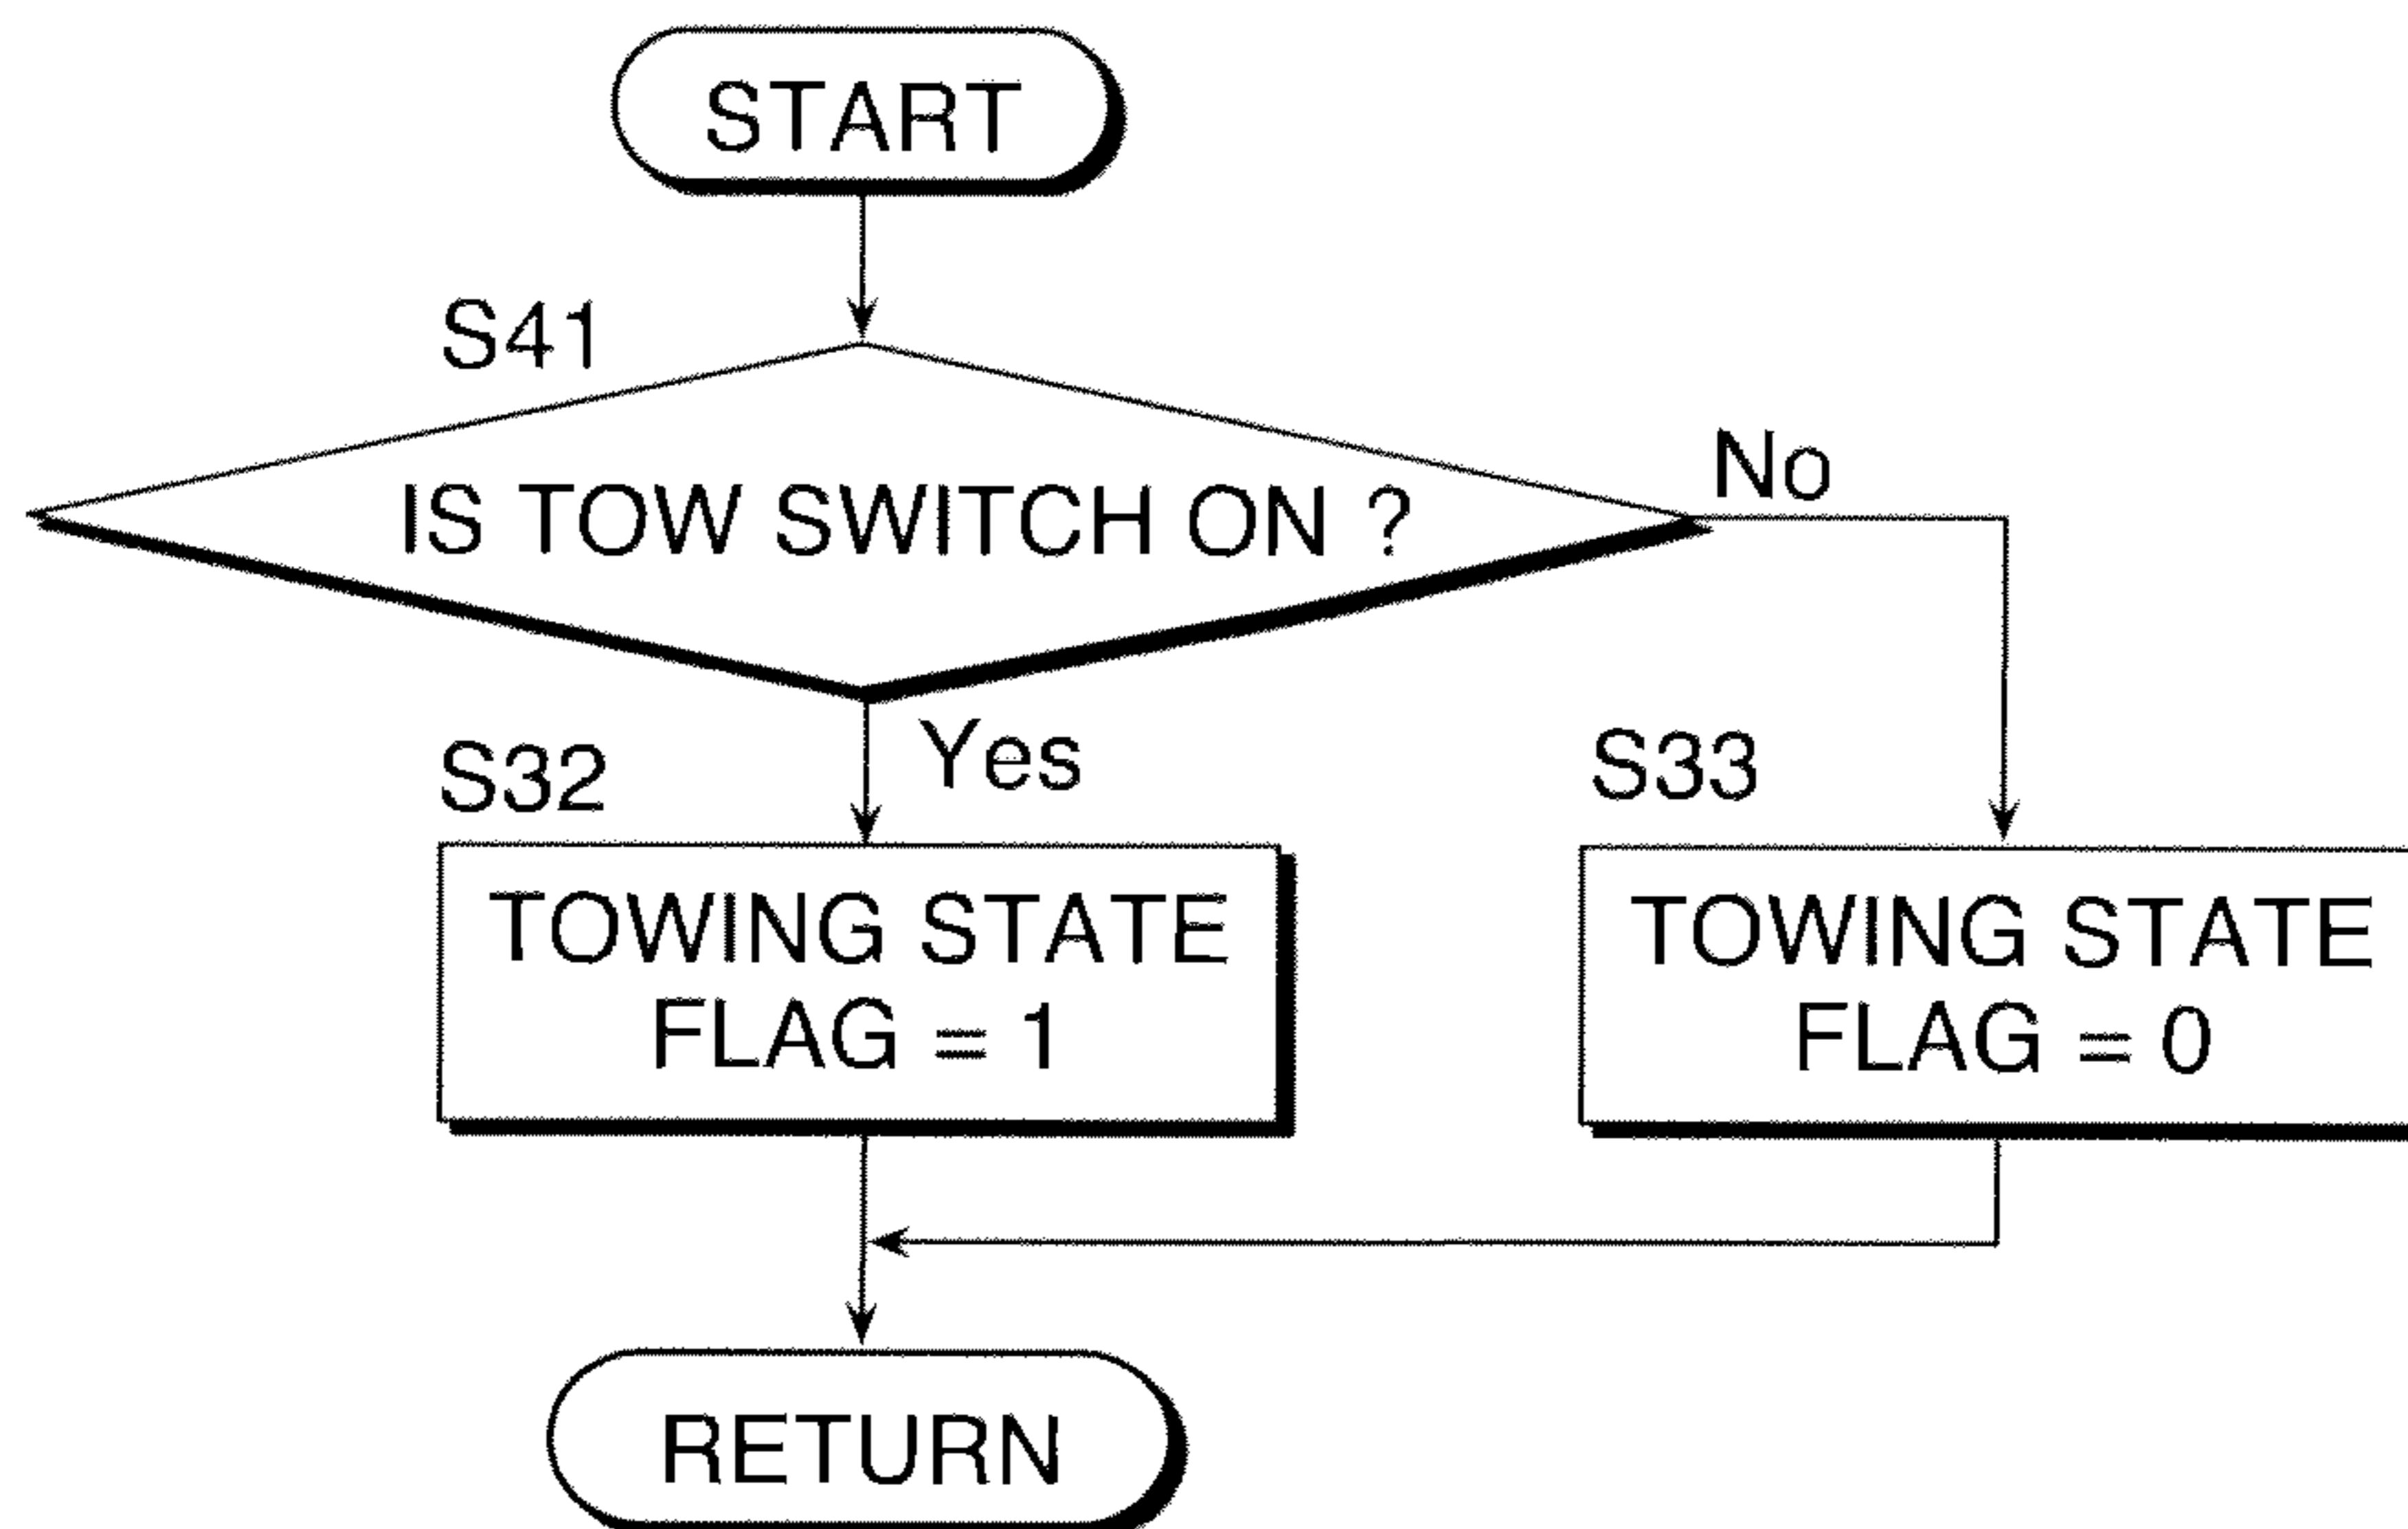 START
S41
IS TOW SWITCH ON ?
No
Yes
S32
S33
TOWING STATE
FLAG = 1
TOWING STATE
FLAG = 0
RETURN